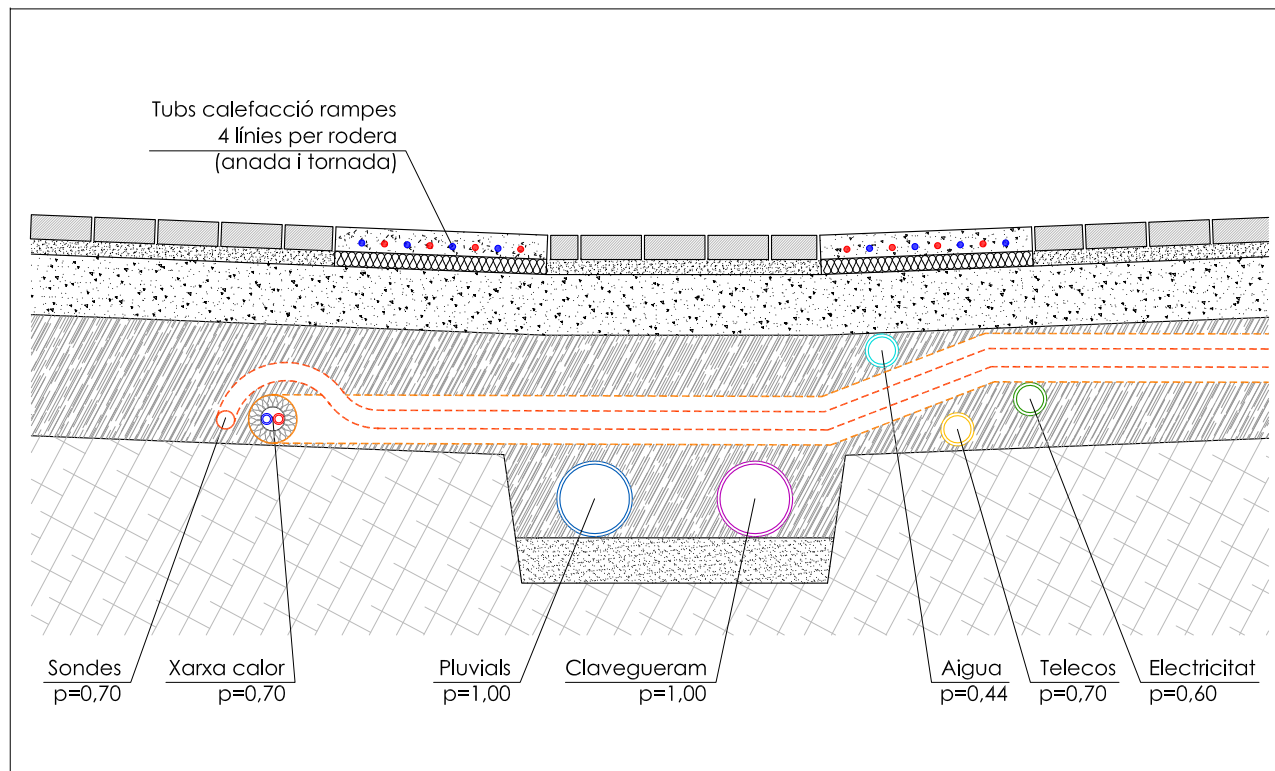 Tubs calefacció rampes
4 línies per rodera
(anada i tornada)
Sondes
p=0,70
Xarxa calor
p=0,70
Pluvials
p=1,00
Clavegueram
p=1,00
Aigua
p=0,44
Telecos
p=0,70
Electricitat
p=0,60